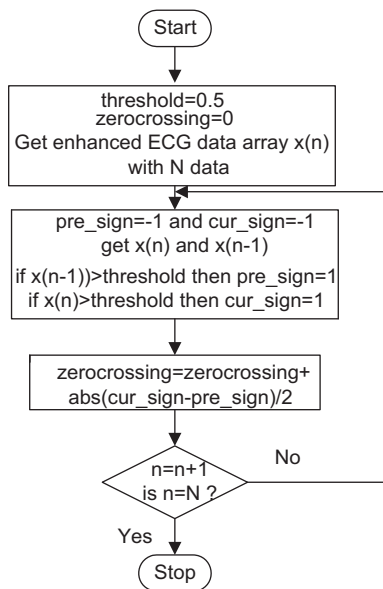 Start
threshold=0.5
zerocrossing=0
Get enhanced ECG data array x(n)
with N data
pre_sign=-1 and cur_sign=-1
get x(n) and x(n-1)
if x(n-1))>threshold then pre_sign=1
if x(n)>threshold then cur_sign=1
zerocrossing=zerocrossing+
abs(cur_sign-pre_sign)/2
n=n+1
is n=N ?
No
Yes
Stop